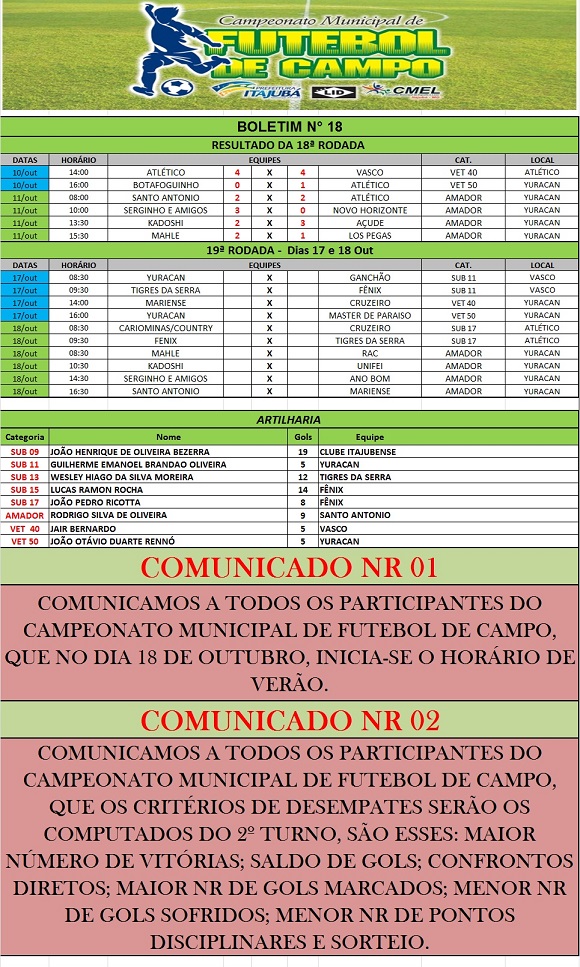 Campeonato Municipal de
FUTEBOL
DE CAMPO
PREFEITURA ITAJUBÁ LID CMEL
BOLETIM N° 18
RESULTADO DA 18ª RODADA
DATAS HORÁRIO EQUIPES CAT. LOCAL
10/out 14:00 ATLÉTICO 4 X 4 VASCO VET 40 ATLÉTICO
10/out 16:00 BOTAFOGUINHO 0 X 1 ATLÉTICO VET 50 YURACAN
11/out 08:00 SANTO ANTONIO 2 X 2 ATLÉTICO AMADOR YURACAN
11/out 10:00 SERGINHO E AMIGOS 3 X 0 NOVO HORIZONTE AMADOR YURACAN
11/out 13:30 KADOSHI 2 X 3 AÇUDE AMADOR YURACAN
11/out 15:30 MAHLE 2 X 1 LOS PEGAS AMADOR YURACAN
19ª RODADA - Dias 17 e 18 Out
DATAS HORÁRIO EQUIPES CAT. LOCAL
17/out 08:30 YURACAN X GANCHÃO SUB 11 VASCO
17/out 09:30 TIGRES DA SERRA X FÊNIX SUB 11 VASCO
17/out 14:00 MARIENSE X CRUZEIRO VET 40 YURACAN
17/out 16:00 YURACAN X MASTER DE PARAISO VET 50 YURACAN
18/out 08:30 CARIOMINAS/COUNTRY X CRUZEIRO SUB 17 ATLÉTICO
18/out 09:30 FENIX X TIGRES DA SERRA SUB 17 ATLÉTICO
18/out 08:30 MAHLE X RAC AMADOR YURACAN
18/out 10:30 KADOSHI X UNIFEI AMADOR YURACAN
18/out 14:30 SERGINHO E AMIGOS X ANO BOM AMADOR YURACAN
18/out 16:30 SANTO ANTONIO X MARIENSE AMADOR YURACAN
ARTILHARIA
Categoria Nome Gols Equipe
SUB 09 JOÃO HENRIQUE DE OLIVEIRA BEZERRA 19 CLUBE ITAJUBENSE
SUB 11 GUILHERME EMANOEL BRANDAO OLIVEIRA 5 YURACAN
SUB 13 WESLEY HIAGO DA SILVA MOREIRA 12 TIGRES DA SERRA
SUB 15 LUCAS RAMON ROCHA 14 FÊNIX
SUB 17 JOÃO PEDRO RICOTTA 8 FÊNIX
AMADOR RODRIGO SILVA DE OLIVEIRA 9 SANTO ANTONIO
VET 40 JAIR BERNARDO 5 VASCO
VET 50 JOÃO OTÁVIO DUARTE RENNÓ 5 YURACAN
COMUNICADO NR 01
COMUNICAMOS A TODOS OS PARTICIPANTES DO
CAMPEONATO MUNICIPAL DE FUTEBOL DE CAMPO,
QUE NO DIA 18 DE OUTUBRO, INICIA-SE O HORÁRIO DE
VERÃO.
COMUNICADO NR 02
COMUNICAMOS A TODOS OS PARTICIPANTES DO
CAMPEONATO MUNICIPAL DE FUTEBOL DE CAMPO,
QUE OS CRITÉRIOS DE DESEMPATES SERÃO OS
COMPUTADOS DO 2º TURNO, SÃO ESSES: MAIOR
NÚMERO DE VITÓRIAS; SALDO DE GOLS; CONFRONTOS
DIRETOS; MAIOR NR DE GOLS MARCADOS; MENOR NR
DE GOLS SOFRIDOS; MENOR NR DE PONTOS
DISCIPLINARES E SORTEIO.